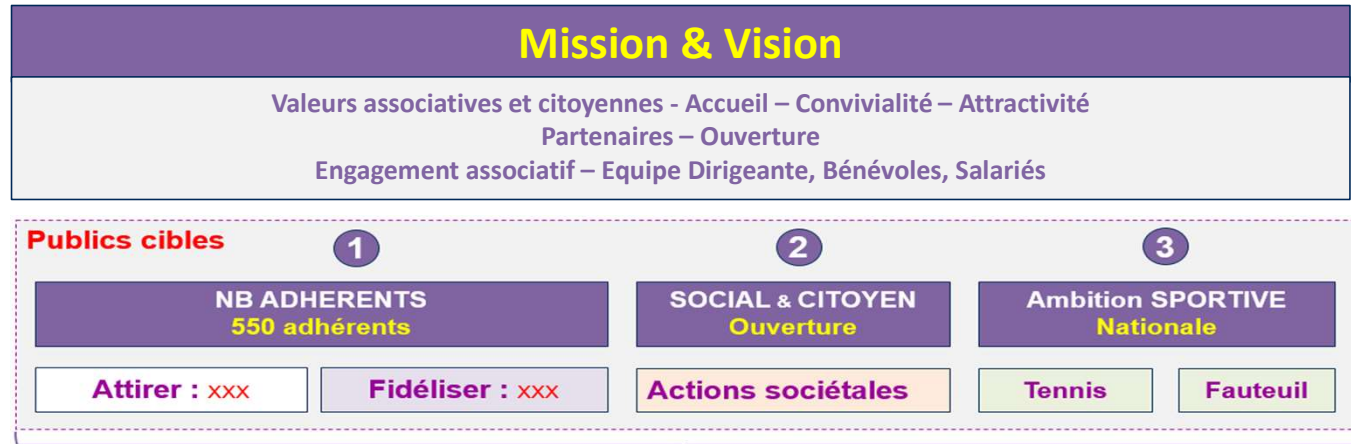 Mission & Vision
Valeurs associatives et citoyennes - Accueil – Convivialité – Attractivité
Partenaires – Ouverture
Engagement associatif – Equipe Dirigeante, Bénévoles, Salariés
Publics cibles
1
2
3
NB ADHERENTS
550 adhérents
SOCIAL & CITOYEN
Ouverture
Ambition SPORTIVE
Nationale
Attirer : xxx
Fidéliser : xxx
Actions sociétales
Tennis
Fauteuil